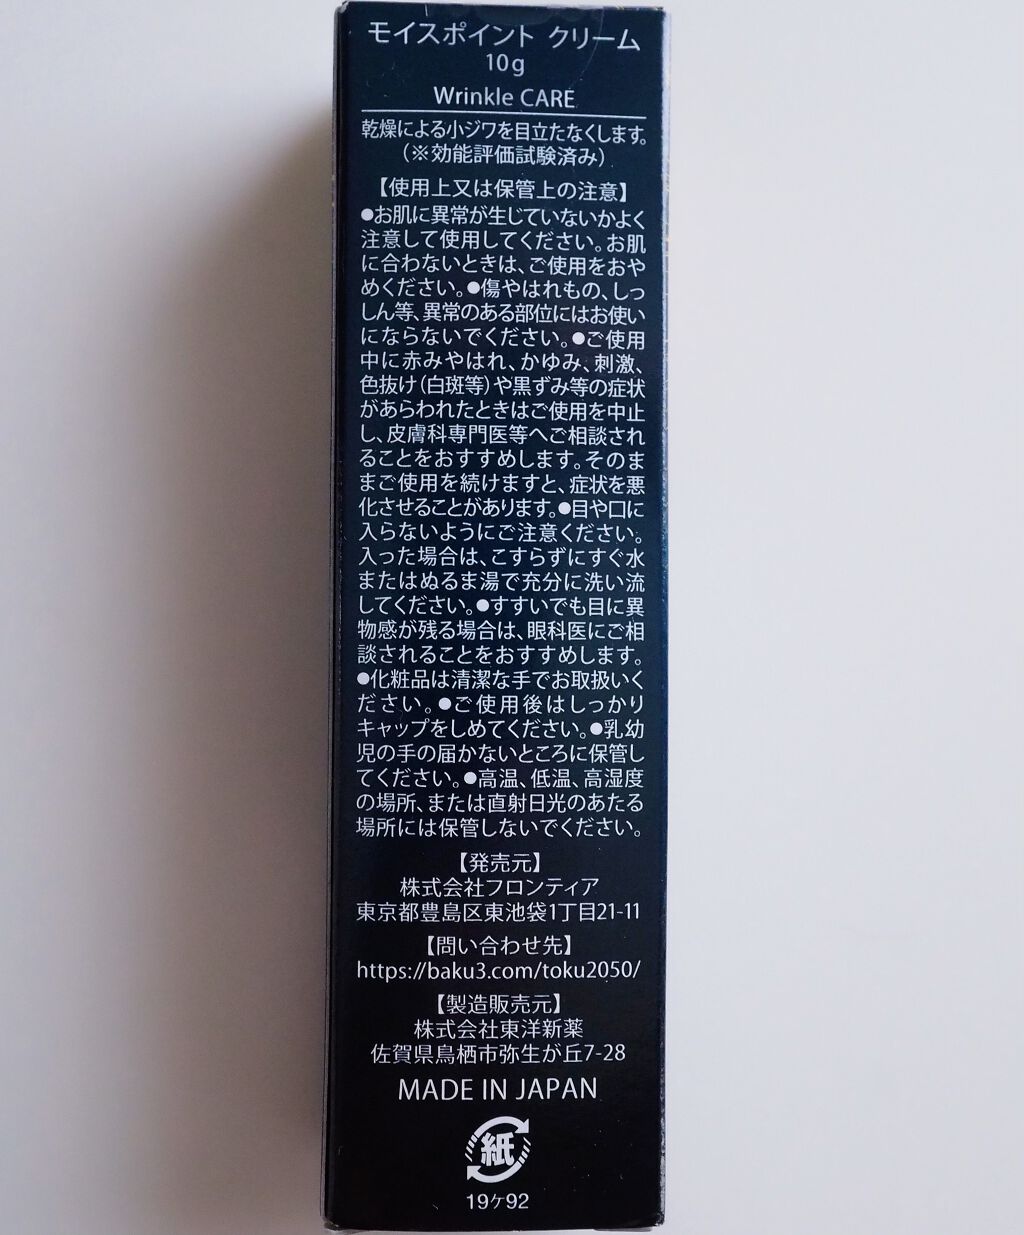 モイスポイント クリーム
10g
Wrinkle CARE
乾燥による小ジワを目立たなくします。
(※効能評価試験済み)
【使用上又は保管上の注意】
●お肌に異常が生じていないかよく
注意して使用してください。お肌
に合わないときは、ご使用をおや
めください。●傷やはれもの、しっ
しん等、異常のある部位にはお使い
にならないでください。●ご使用
中に赤みやはれ、かゆみ、刺激、
色抜け(白斑等)や黒ずみ等の症状
があらわれたときはご使用を中止
し、皮膚科専門医等へご相談され
ることをおすすめします。そのま
まご使用を続けますと、症状を悪
化させることがあります。●目や口に
入らないようにご注意ください。
入った場合は、こすらずにすぐ水
またはぬるま湯で充分に洗い流
してください。●すすいでも目に異
物感が残る場合は、眼科医にご相
談されることをおすすめします。
●化粧品は清潔な手でお取扱いく
ださい。●ご使用後はしっかり
キャップをしめてください。●乳幼
児の手の届かないところに保管し
てください。●高温、低温、高湿度
の場所、または直射日光のあたる
場所には保管しないでください。
【発売元】
株式会社フロンティア
東京都豊島区東池袋1丁目21-11
【問い合わせ先】
https://baku3.com/toku2050/
【製造販売元】
株式会社東洋新薬
佐賀県鳥栖市弥生が丘7-28
MADE IN JAPAN
紙
19ケ92